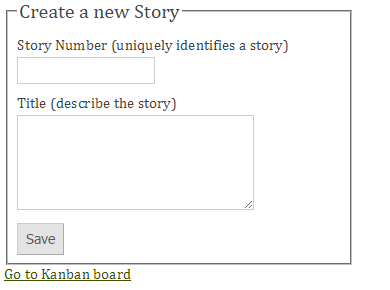 Create a new Story
Story Number (uniquely identifies a story)
Title (describe the story)
Save
Go to Kanban board